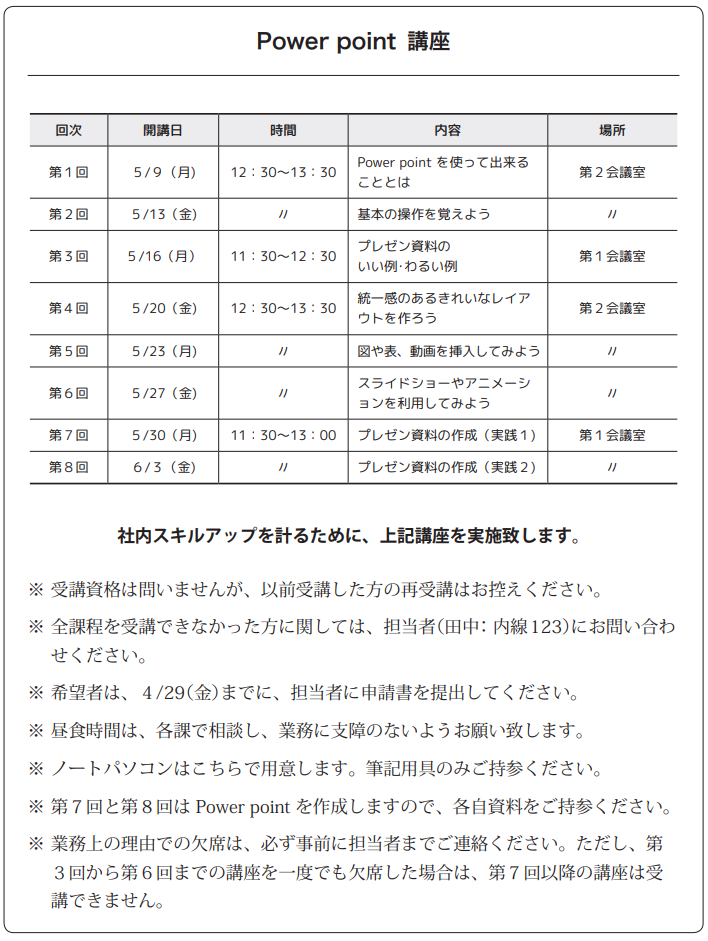 Power point 講座
回次 開講日 時間 内容 場所
第１回 ５/９（月） 12：30～13：30 Power point を使って出来る
こととは 第２会議室
第２回 ５/13（金） 〃 基本の操作を覚えよう 〃
第３回 ５/16（月） 11：30～12：30 プレゼン資料の
いい例・わるい例 第１会議室
第４回 ５/20（金） 12：30～13：30 統一感のあるきれいなレイア
ウトを作ろう 第２会議室
第５回 ５/23（月） 〃 図や表、動画を挿入してみよう 〃
第６回 ５/27（金） 〃 スライドショーやアニメーシ
ョンを利用してみよう 〃
第７回 ５/30（月） 11：30～13：00 プレゼン資料の作成（実践１） 第１会議室
第８回 ６/３（金） 〃 プレゼン資料の作成（実践２） 〃
社内スキルアップを計るために、上記講座を実施致します。
※ 受講資格は問いませんが、以前受講した方の再受講はお控えください。
※ 全課程を受講できなかった方に関しては、担当者（田中：内線123）にお問い合わ
せください。
※ 希望者は、４/29（金）までに、担当者に申請書を提出してください。
※ 昼食時間は、各課で相談し、業務に支障のないようお願い致します。
※ ノートパソコンはこちらで用意します。筆記用具のみご持参ください。
※ 第７回と第８回は Power point を作成しますので、各自資料をご持参ください。
※ 業務上の理由での欠席は、必ず事前に担当者までご連絡ください。ただし、第
３回から第６回までの講座を一度でも欠席した場合は、第７回以降の講座は受
講できません。